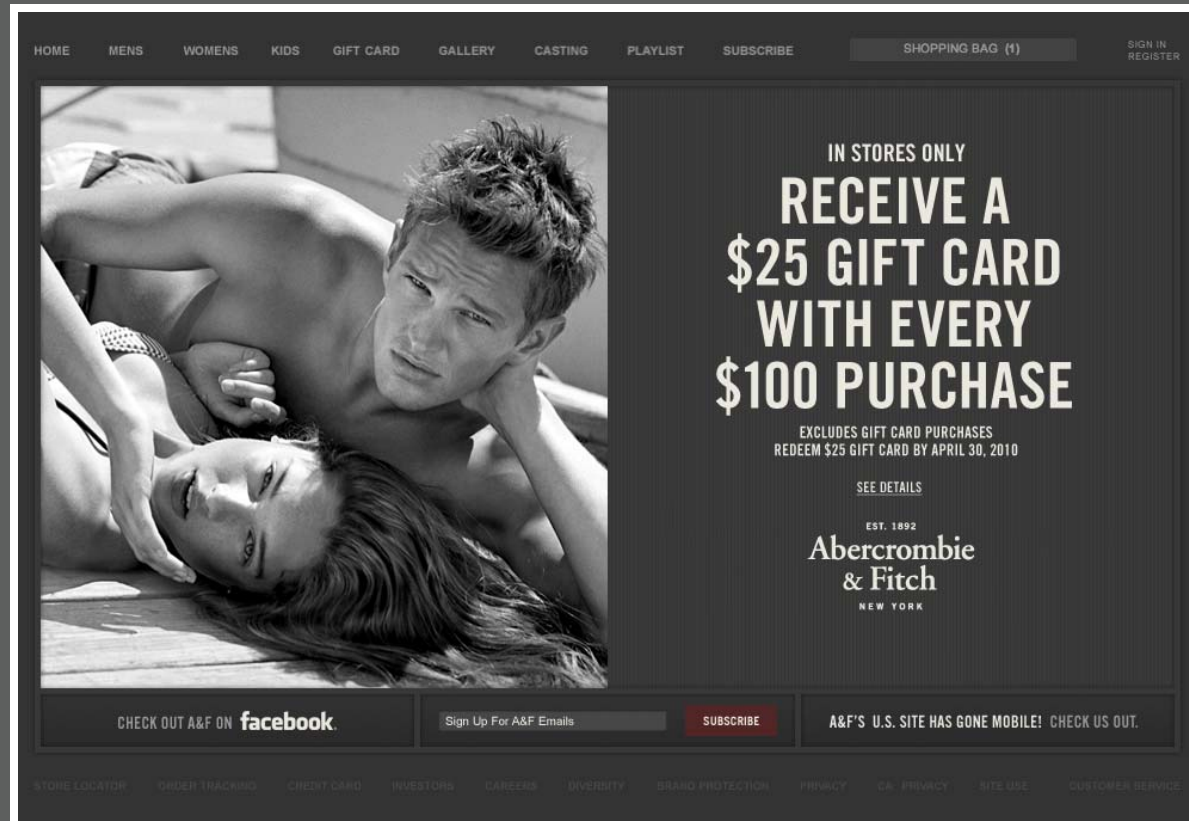 HOME MENS WOMENS KIDS GIFT CARD GALLERY CASTING PLAYLIST SUBSCRIBE SHOPPING BAG (1) SIGN IN
REGISTER
IN STORES ONLY
RECEIVE A
$25 GIFT CARD
WITH EVERY
$100 PURCHASE
EXCLUDES GIFT CARD PURCHASES
REDEEM $25 GIFT CARD BY APRIL 30, 2010
SEE DETAILS
EST. 1892
Abercrombie
& Fitch
NEW YORK
CHECK OUT A&F ON facebook.
Sign Up For A&F Emails SUBSCRIBE
A&F'S U.S. SITE HAS GONE MOBILE! CHECK US OUT.
STORE LOCATOR ORDER TRACKING CREDIT CARD INVESTORS CAREERS DIVERSITY BRAND PROTECTION PRIVACY CA PRIVACY SITE USE CUSTOMER SERVICE